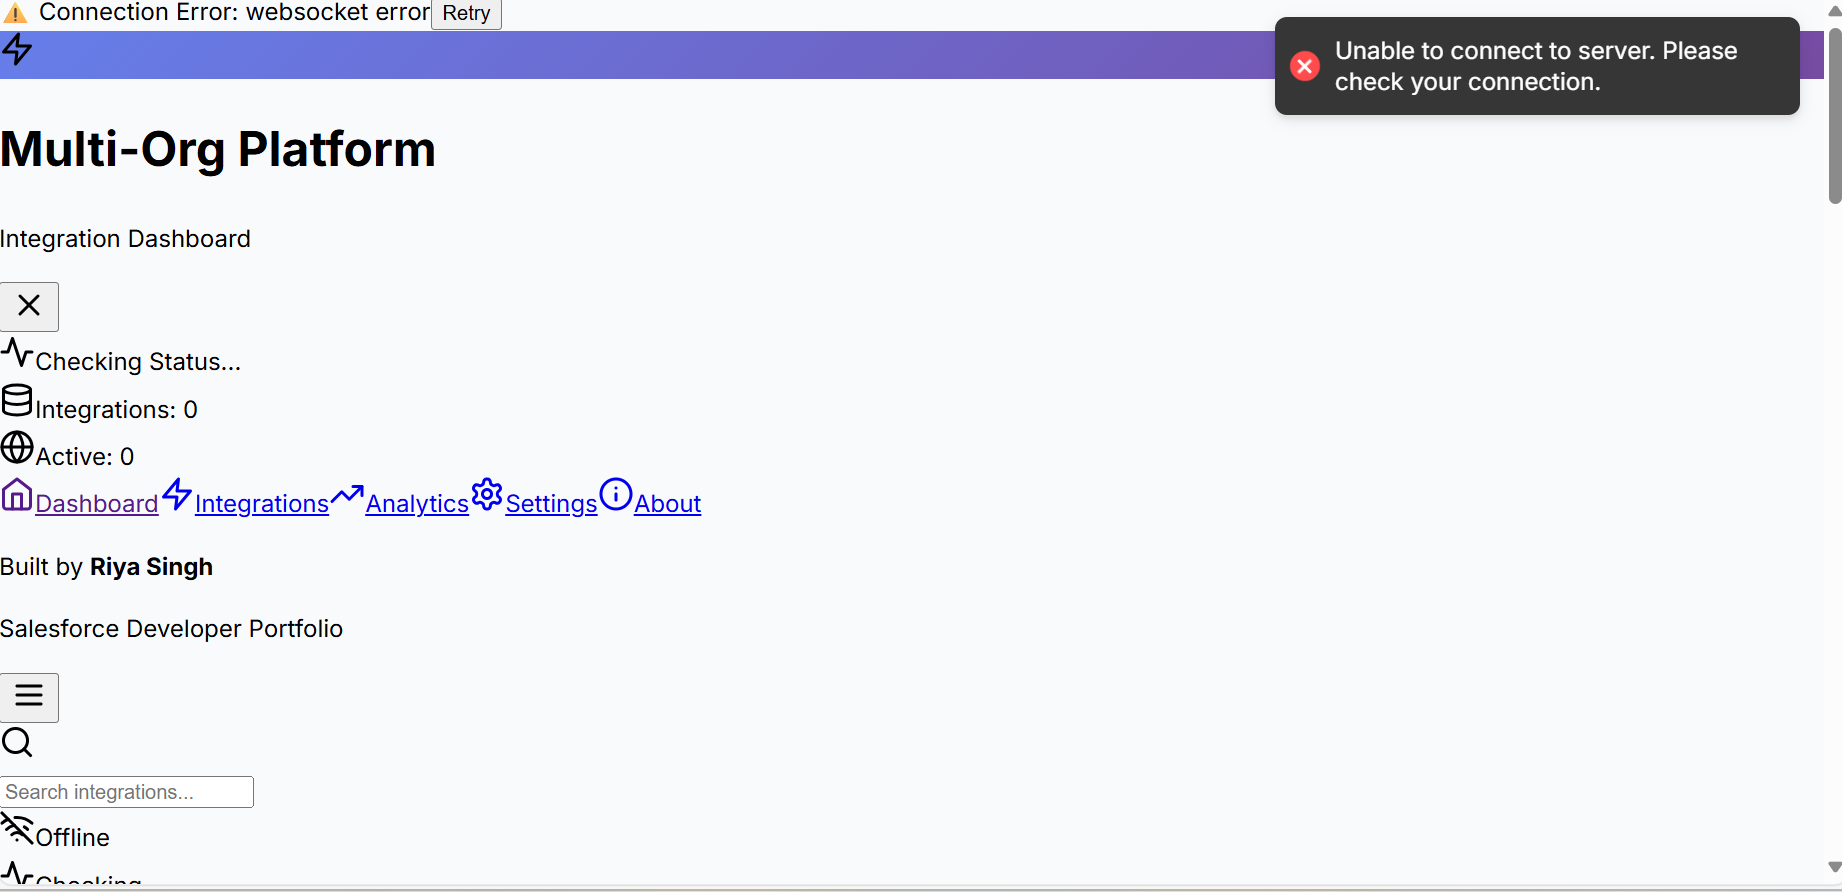 Connection Error: websocket error Retry
Unable to connect to server. Please
check your connection.
Multi-Org Platform
Integration Dashboard
Checking Status...
Integrations: 0
Active: 0
Dashboard Integrations Analytics Settings About
Built by Riya Singh
Salesforce Developer Portfolio
Search integrations...
Offline
Checking